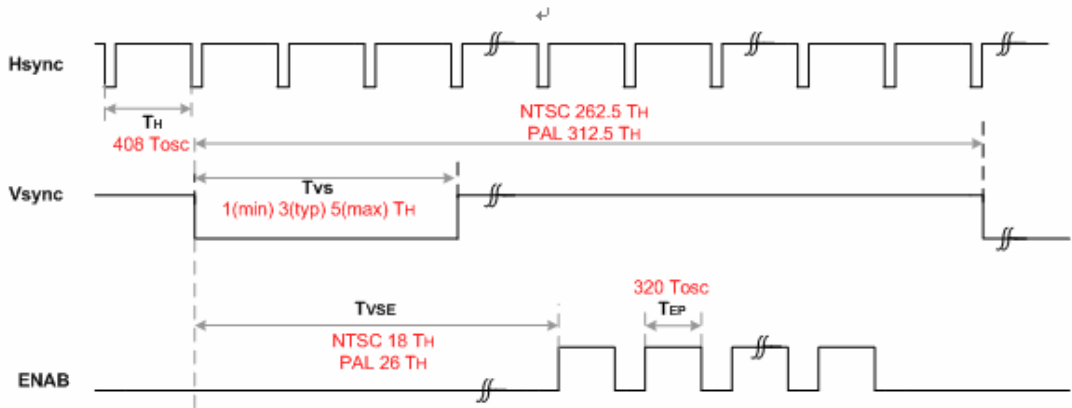 Hsync
TH
408 Tosc
NTSC 262.5 TH
PAL 312.5 TH
Vsync
TVS
1(min) 3(typ) 5(max) TH
TVSE
NTSC 18 TH
PAL 26 TH
320 Tosc
TEP
ENAB